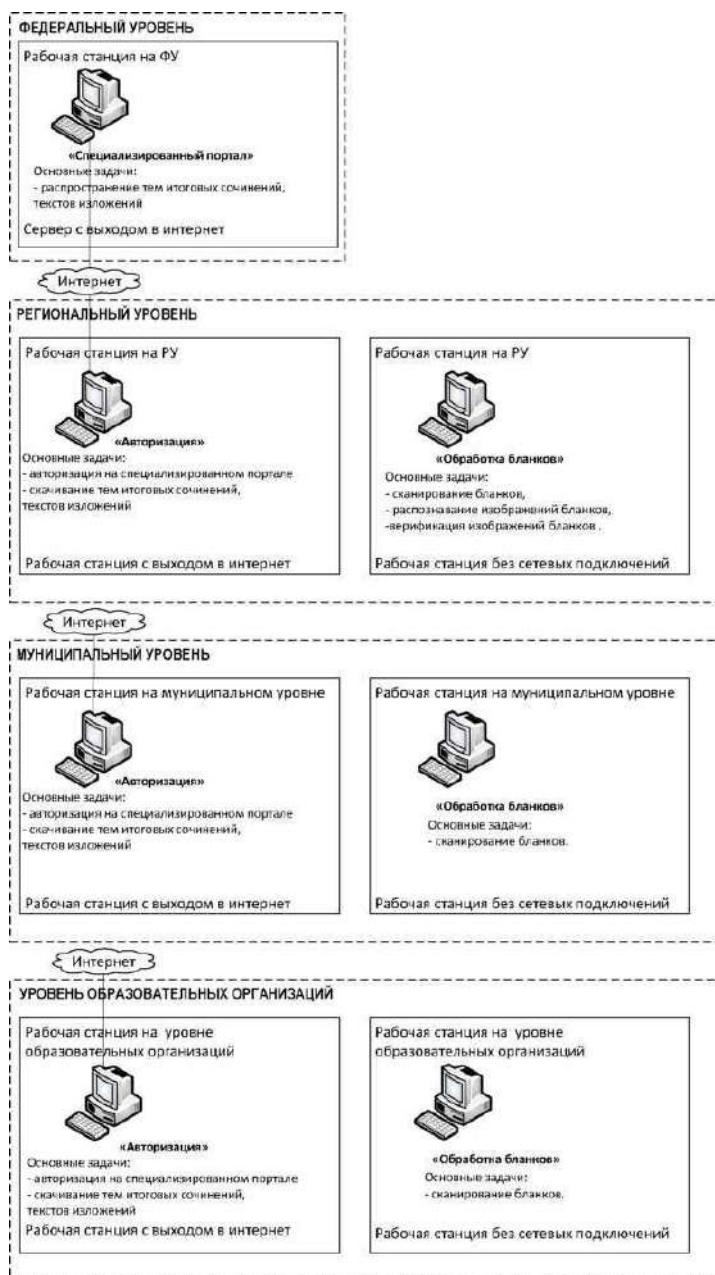 ФЕДЕРАЛЬНЫЙ УРОВЕНЬ
Рабочая станция на ФУ
«Специализированный портал»
Основные задачи:
- распространение тем итоговых сочинений,
текстов изложений
Сервер с выходом в интернет
Интернет
РЕГИОНАЛЬНЫЙ УРОВЕНЬ
Рабочая станция на РУ
«Авторизация»
Основные задачи:
- авторизация на специализированном портале
- скачивание тем итоговых сочинений,
текстов изложений
Рабочая станция с выходом в интернет
Рабочая станция на РУ
«Обработка бланков»
Основные задачи:
- сканирование бланков,
- распознавание изображений бланков,
-верификация изображений бланков .
Рабочая станция без сетевых подключений
Интернет
МУНИЦИПАЛЬНЫЙ УРОВЕНЬ
Рабочая станция на муниципальном уровне
«Авторизация»
Основные задачи:
- авторизация на специализированном портале
- скачивание тем итоговых сочинений,
текстов изложений
Рабочая станция с выходом в интернет
Рабочая станция на муниципальном уровне
«Обработка бланков»
Основные задачи:
- сканирование бланков.
Рабочая станция без сетевых подключений
Интернет
УРОВЕНЬ ОБРАЗОВАТЕЛЬНЫХ ОРГАНИЗАЦИЙ
Рабочая станция на уровне
образовательных организаций
«Авторизация»
Основные задачи:
- авторизация на специализированном портале
- скачивание тем итоговых сочинений,
текстов изложений
Рабочая станция с выходом в интернет
Рабочая станция на уровне
образовательных организаций
«Обработка бланков»
Основные задачи:
- сканирование бланков.
Рабочая станция без сетевых подключений